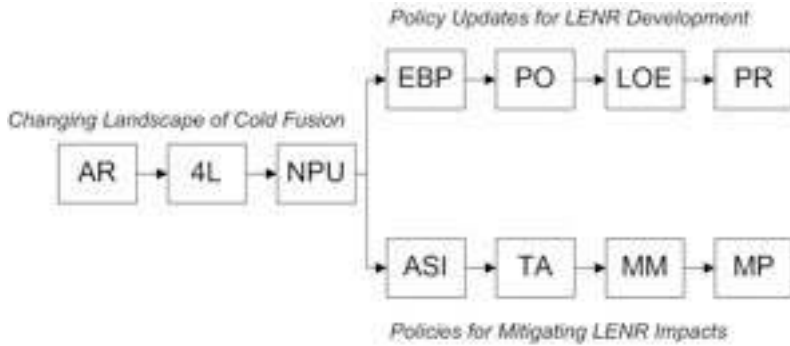 Policy Updates for LENR Development
EBP PO LOE PR
Changing Landscape of Cold Fusion
AR 4L NPU
ASI TA MM MP
Policies for Mitigating LENR Impacts